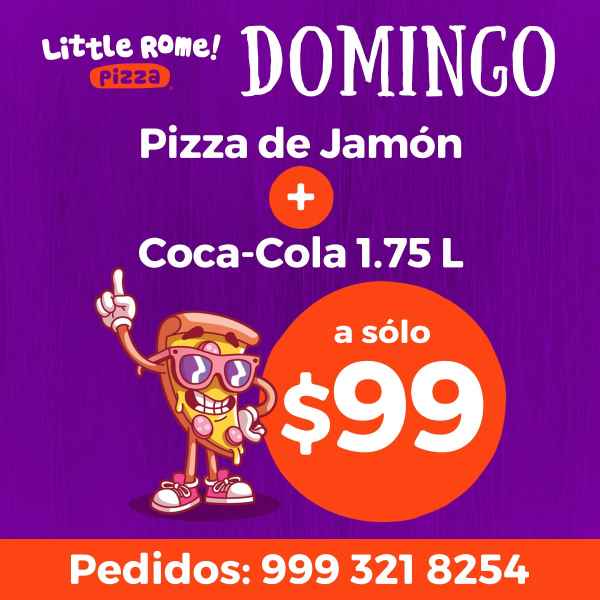 Little Rome!
Pizza
DOMINGO
Pizza de Jamón
+
Coca-Cola 1.75 L
a sólo
$99
Pedidos: 999 321 8254